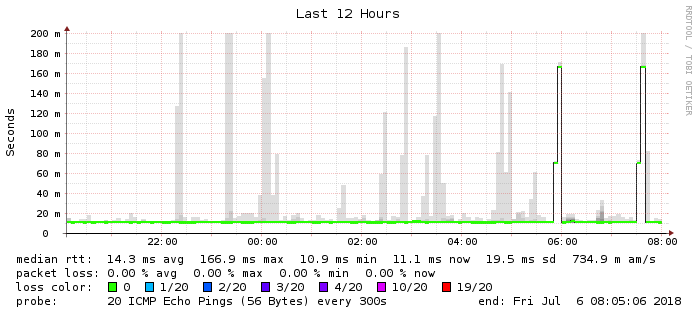 Last 12 Hours
RRDTOOL / TOBI OETIKER
Seconds
200 m
180 m
160 m
140 m
120 m
100 m
80 m
60 m
40 m
20 m
0
22:00 00:00 02:00 04:00 06:00 08:00
median rtt: 14.3 ms avg 166.9 ms max 10.9 ms min 11.1 ms now 19.5 ms sd 734.9 m am/s
packet loss: 0.00 % avg 0.00 % max 0.00 % min 0.00 % now
loss color: 0 1/20 2/20 3/20 4/20 10/20 19/20
probe: 20 ICMP Echo Pings (56 Bytes) every 300s end: Fri Jul 6 08:05:06 2018